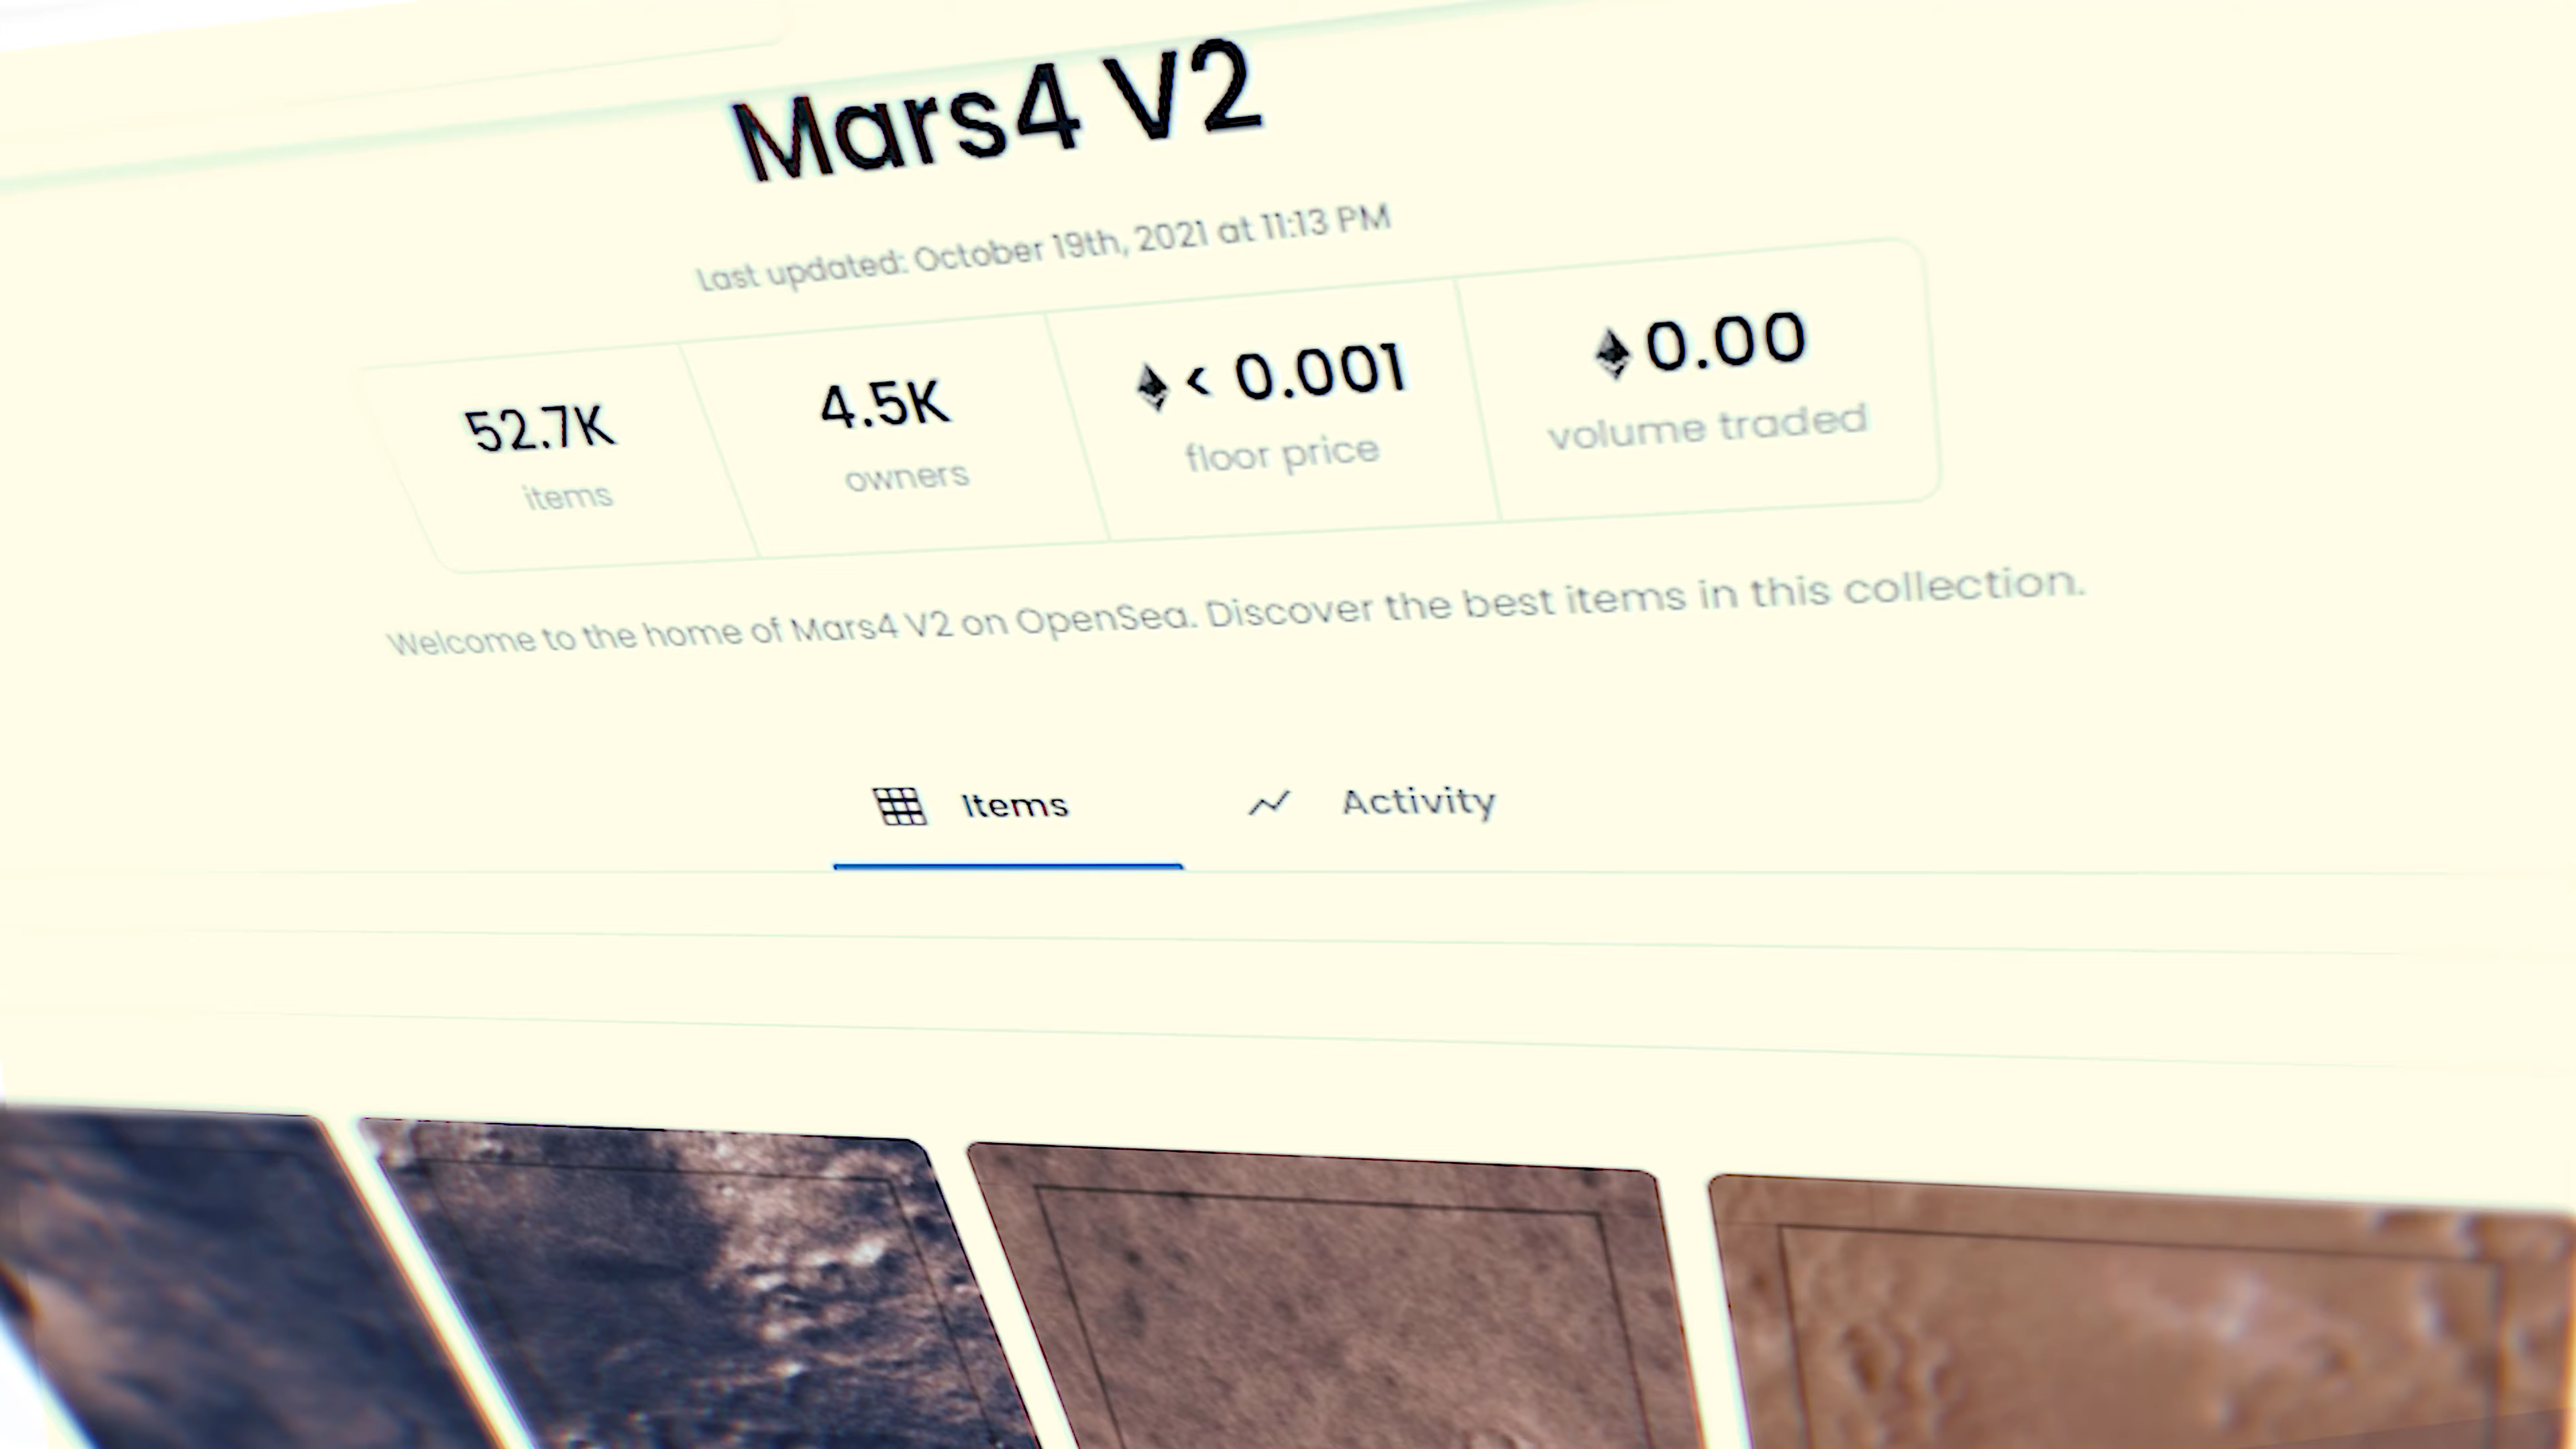 Mars4 V2
Last updated: October 19th, 2021 at 11:13 PM
52.7K
items
4.5K
owners
< 0.001
floor price
0.00
volume traded
Welcome to the home of Mars4 V2 on OpenSea. Discover the best items in this collection.
Items
Activity